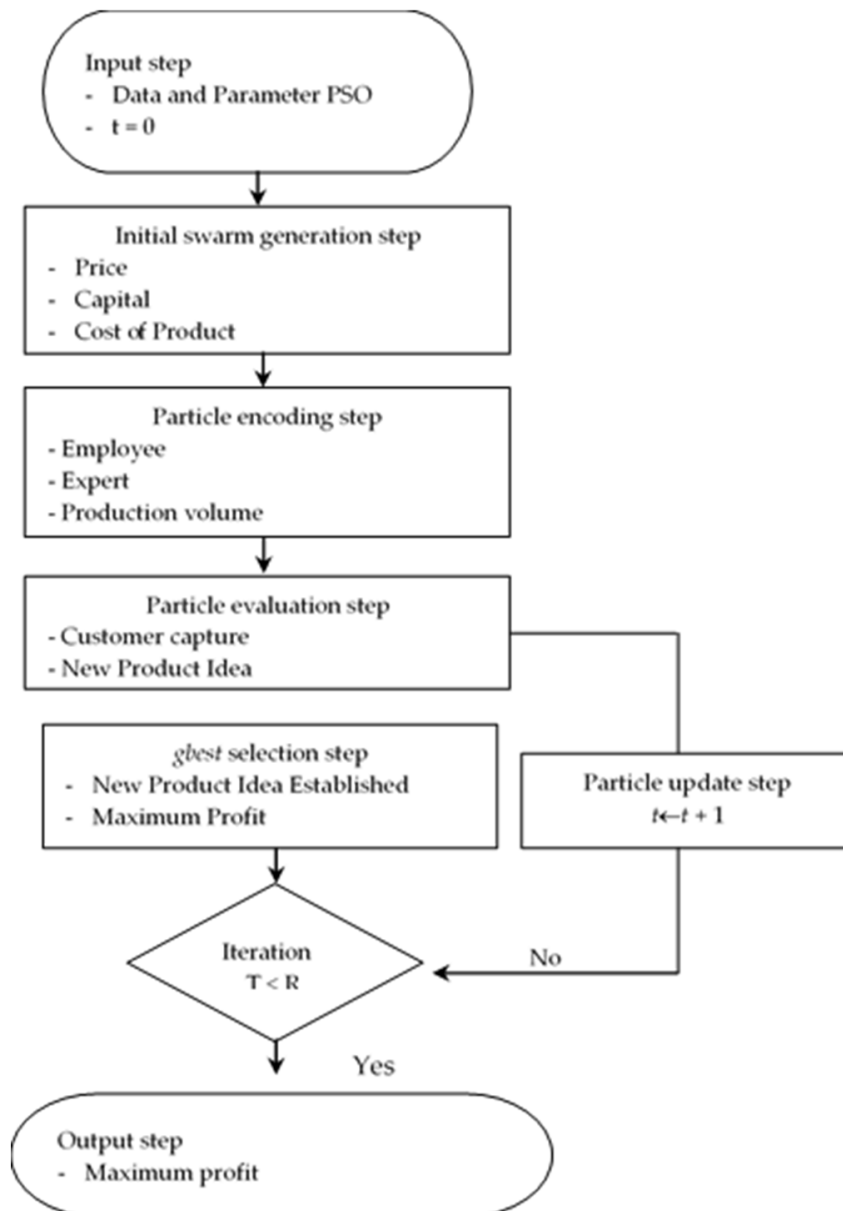 Input step
- Data and Parameter PSO
- t = 0
Initial swarm generation step
- Price
- Capital
- Cost of Product
Particle encoding step
- Employee
- Expert
- Production volume
Particle evaluation step
- Customer capture
- New Product Idea
gbest selection step
- New Product Idea Established
- Maximum Profit
Particle update step
t←t + 1
Iteration
T < R
No
Yes
Output step
- Maximum profit